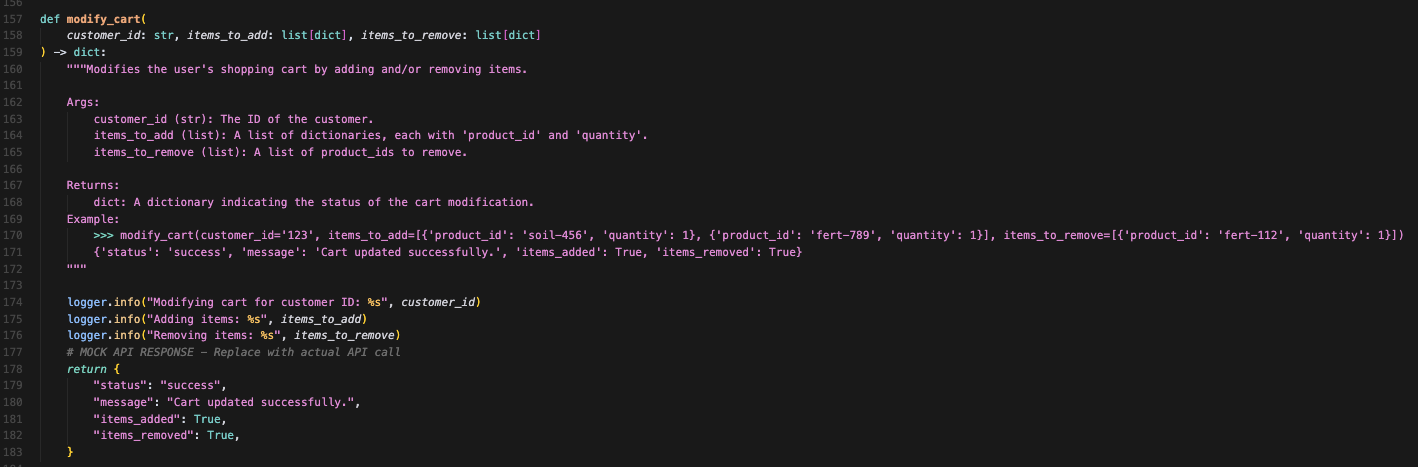 156
157 def modify_cart(
158     customer_id: str, items_to_add: list[dict], items_to_remove: list[dict]
159 ) -> dict:
160     """Modifies the user's shopping cart by adding and/or removing items.
161
162     Args:
163         customer_id (str): The ID of the customer.
164         items_to_add (list): A list of dictionaries, each with 'product_id' and 'quantity'.
165         items_to_remove (list): A list of product_ids to remove.
166
167     Returns:
168         dict: A dictionary indicating the status of the cart modification.
169     Example:
170         >>> modify_cart(customer_id='123', items_to_add=[{'product_id': 'soil-456', 'quantity': 1}, {'product_id': 'fert-789', 'quantity': 1}], items_to_remove=[{'product_id': 'fert-112', 'quantity': 1}])
171         {'status': 'success', 'message': 'Cart updated successfully.', 'items_added': True, 'items_removed': True}
172     """
173
174     logger.info("Modifying cart for customer ID: %s", customer_id)
175     logger.info("Adding items: %s", items_to_add)
176     logger.info("Removing items: %s", items_to_remove)
177     # MOCK API RESPONSE - Replace with actual API call
178     return {
179         "status": "success",
180         "message": "Cart updated successfully.",
181         "items_added": True,
182         "items_removed": True,
183     }
184